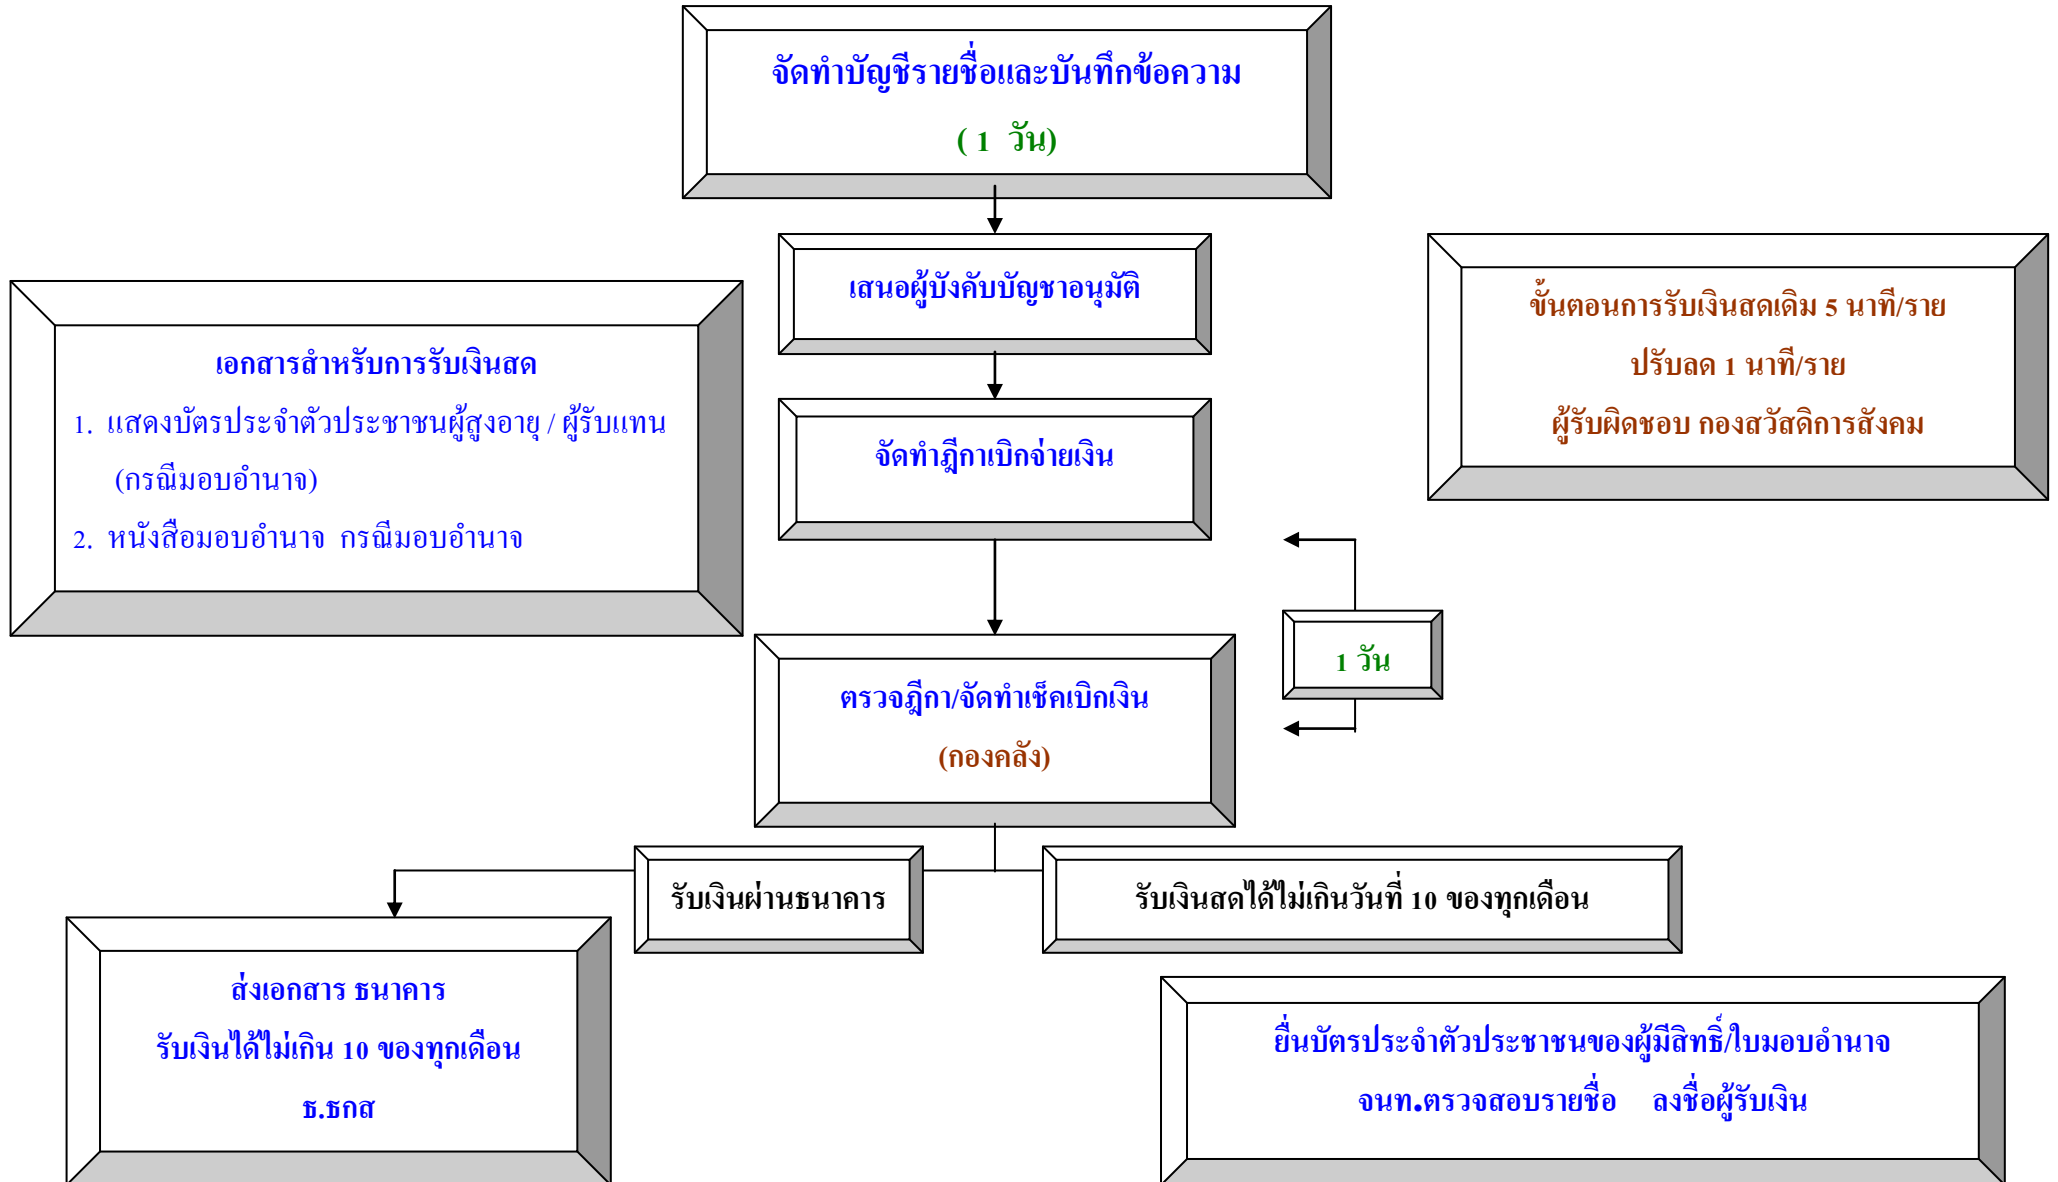 จัดทำบัญชีรายชื่อและบันทึกข้อความ
( 1 วัน)
เสนอผู้บังคับบัญชาอนุมัติ
ขั้นตอนการรับเงินสดเดิม 5 นาที/ราย
ปรับลด 1 นาที/ราย
ผู้รับผิดชอบ กองสวัสดิการสังคม
เอกสารสำหรับการรับเงินสด
1. แสดงบัตรประจำตัวประชาชนผู้สูงอายุ / ผู้รับแทน
(กรณีมอบอำนาจ)
2. หนังสือมอบอำนาจ กรณีมอบอำนาจ
จัดทำฎีกาเบิกจ่ายเงิน
1 วัน
ตรวจฎีกา/จัดทำเช็คเบิกเงิน
(กองคลัง)
รับเงินผ่านธนาคาร
รับเงินสดได้ไม่เกินวันที่ 10 ของทุกเดือน
ส่งเอกสาร ธนาคาร
รับเงินได้ไม่เกิน 10 ของทุกเดือน
ธ.ธกส
ยื่นบัตรประจำตัวประชาชนของผู้มีสิทธิ์/ใบมอบอำนาจ
จนท.ตรวจสอบรายชื่อ ลงชื่อผู้รับเงิน